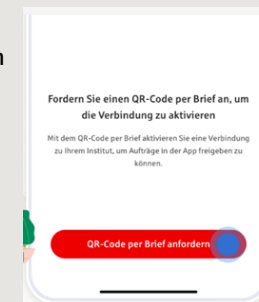 n
Fordern Sie einen QR-Code per Brief an, um
die Verbindung zu aktivieren
Mit dem QR-Code per Brief aktivieren Sie eine Verbindung
zu Ihrem Institut, um Aufträge in der App freigeben zu
können.
QR-Code per Brief anfordern